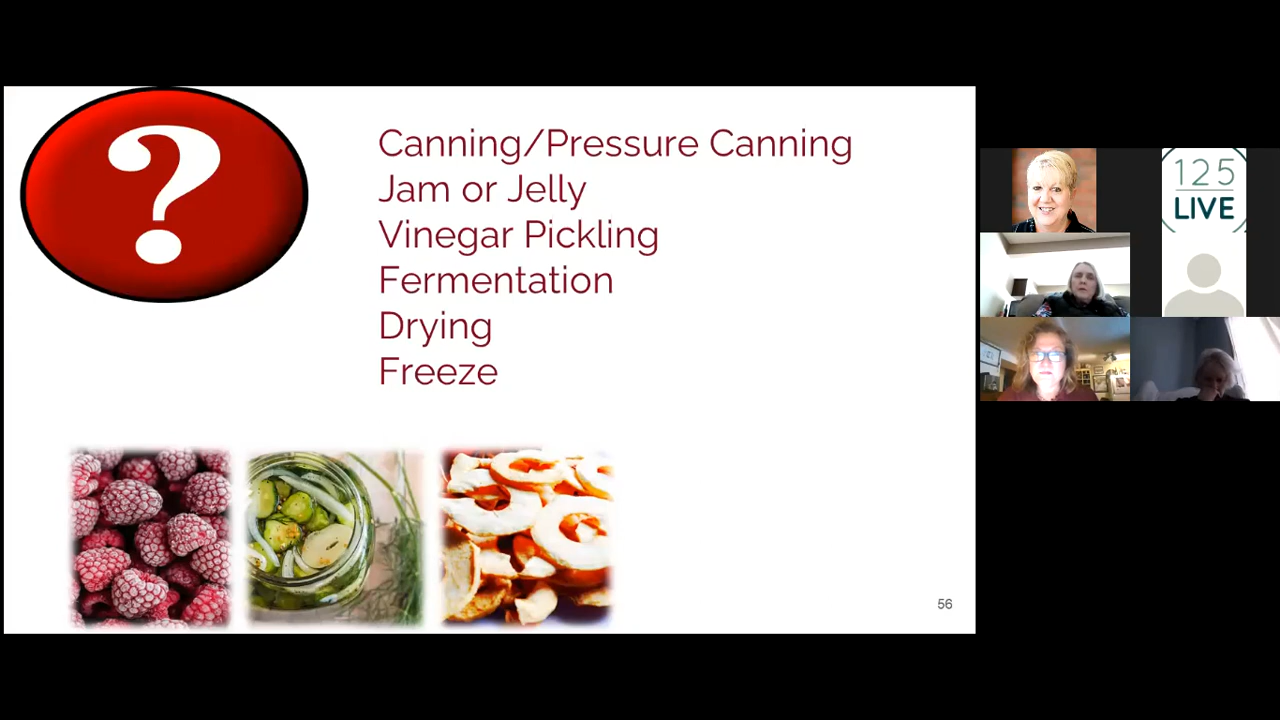 ?
Canning/Pressure Canning
Jam or Jelly
Vinegar Pickling
Fermentation
Drying
Freeze
56
125
LIVE